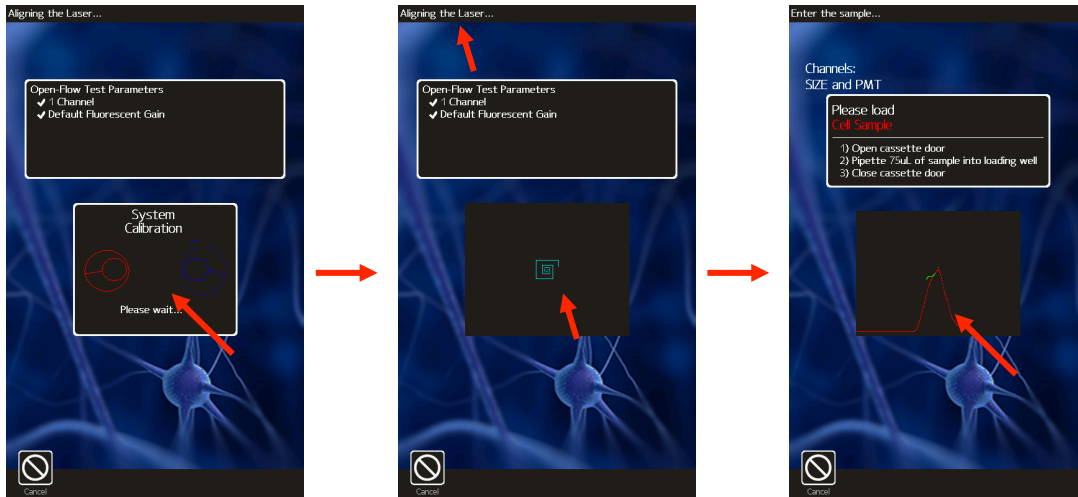 Aligning the Laser...
Open-Flow Test Parameters
✔ 1 Channel
✔ Default Fluorescent Gain
System
Calibration
Please wait...
Cancel
Aligning the Laser...
Open-Flow Test Parameters
✔ 1 Channel
✔ Default Fluorescent Gain
Cancel
Enter the sample...
Channels:
SIZE and PMT
Please load
Cell Sample
1) Open cassette door
2) Pipette 75uL of sample into loading well
3) Close cassette door
Cancel